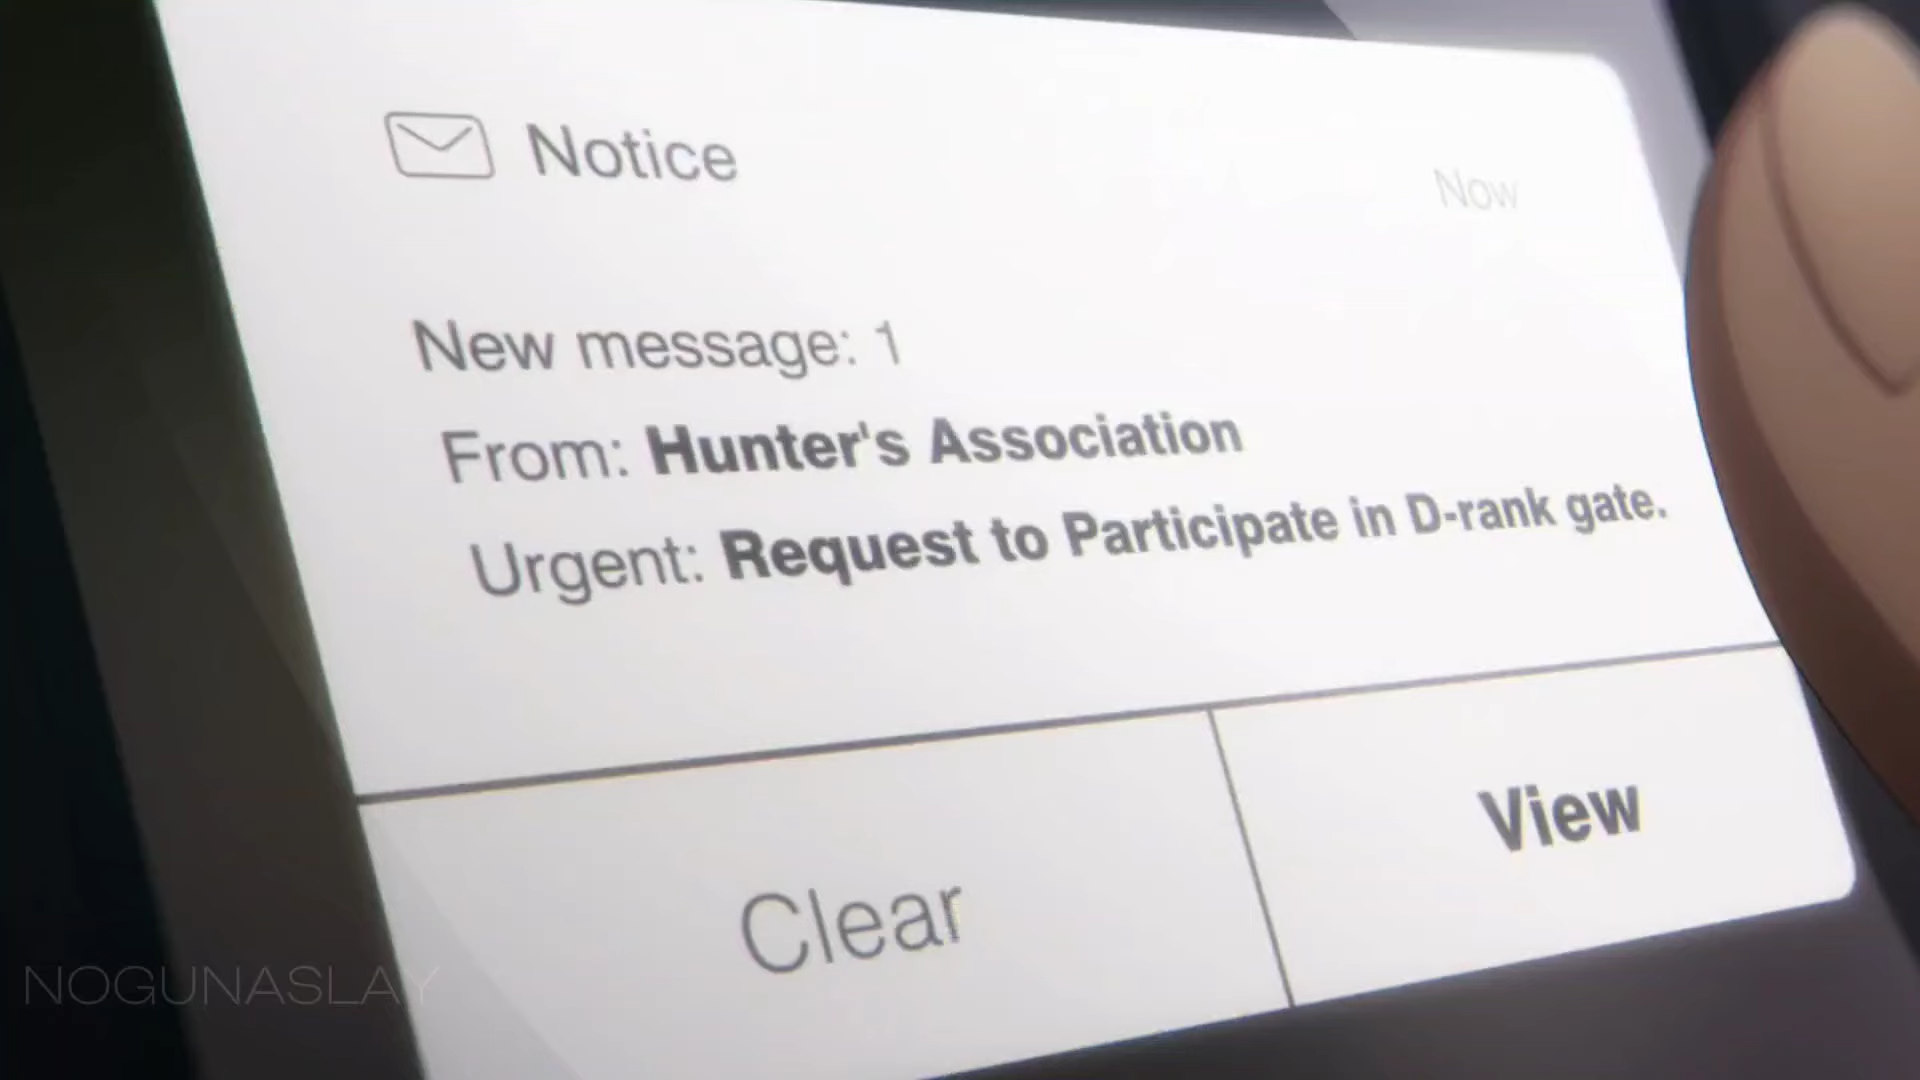 Notice
Now
New message: 1
From: Hunter's Association
Urgent: Request to Participate in D-rank gate.
Clear
View
NOGUNASLAY